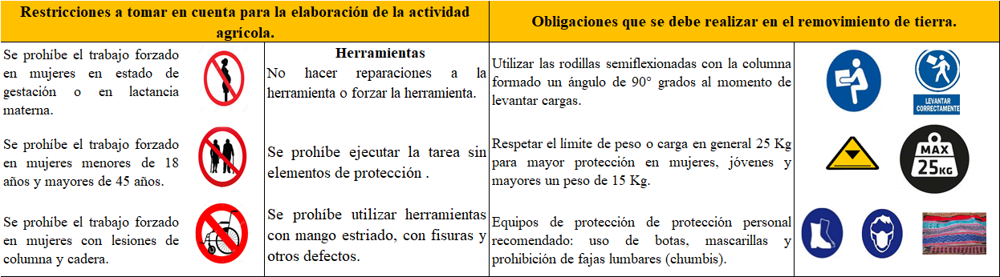 Restricciones a tomar en cuenta para la elaboración de la actividad
agrícola.
Obligaciones que se debe realizar en el removimiento de tierra.
Se prohíbe el trabajo forzado
en mujeres en estado de
gestación o en lactancia
materna.
Herramientas
No hacer reparaciones a la
herramienta o forzar la herramienta.
Utilizar las rodillas semiflexionadas con la columna
formado un ángulo de 90° grados al momento de
levantar cargas.
LEVANTAR
CORRECTAMENTE
Se prohíbe el trabajo forzado
en mujeres menores de 18
años y mayores de 45 años.
Se prohíbe ejecutar la tarea sin
elementos de protección .
Respetar el límite de peso o carga en general 25 Kg
para mayor protección en mujeres, jóvenes y
mayores un peso de 15 Kg.
MAX
25KG
Se prohíbe el trabajo forzado
en mujeres con lesiones de
columna y cadera.
Se prohíbe utilizar herramientas
con mango estriado, con fisuras y
otros defectos.
Equipos de protección de protección personal
recomendado: uso de botas, mascarillas y
prohibición de fajas lumbares (chumbis).